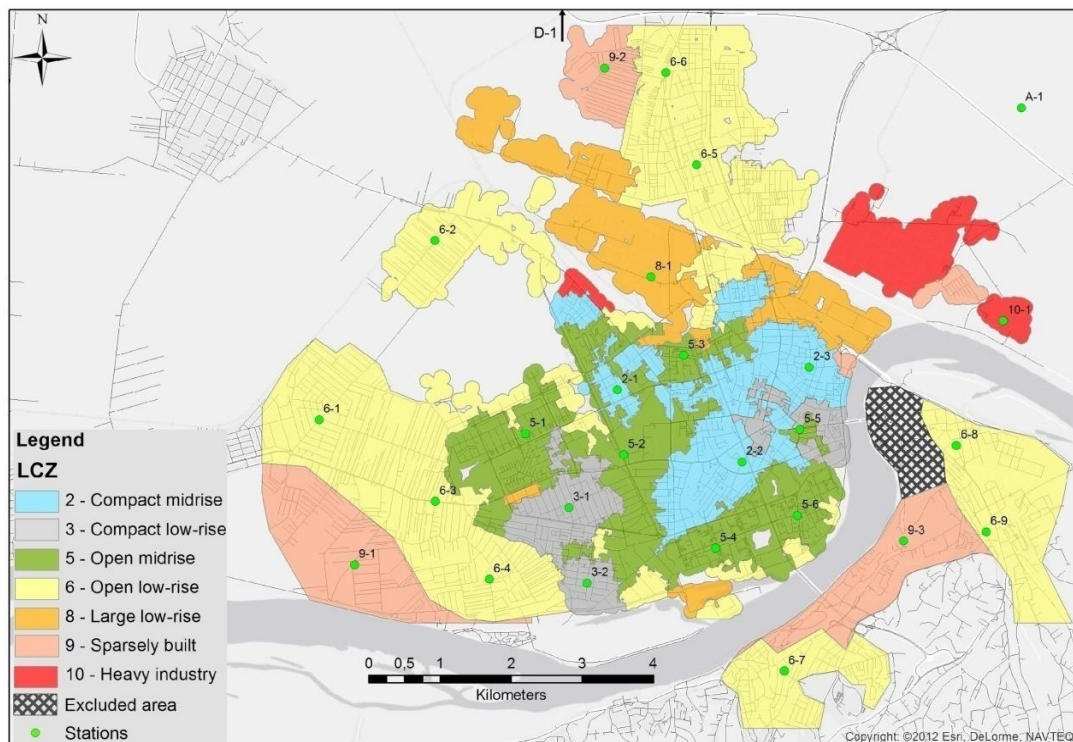 N
D-1
9-2
6-6
A-1
6-5
6-2
8-1
10-1
5-3
2-3
2-1
6-1
5-1
5-5
5-2
2-2
6-8
6-3
3-1
5-6
6-9
9-3
5-4
9-1
6-4
3-2
6-7
Legend
LCZ
2 - Compact midrise
3 - Compact low-rise
5 - Open midrise
6 - Open low-rise
8 - Large low-rise
9 - Sparsely built
10 - Heavy industry
Excluded area
Stations
0 0,5 1 2 3 4
Kilometers
Copyright: ©2012 Esri, DeLorme, NAVTEQ